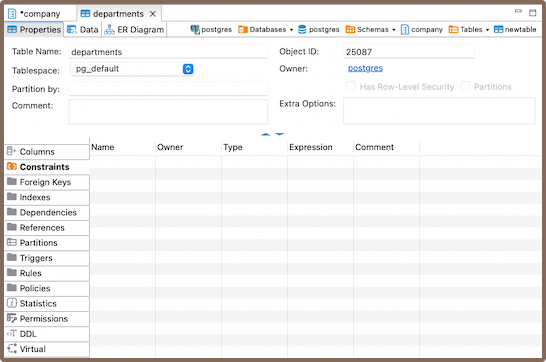 *company departments
Properties Data ER Diagram postgres Databases postgres Schemas company Tables newtable
Table Name: departments Object ID: 25087
Tablespace: pg_default Owner: postgres
Partition by: Has Row-Level Security Partitions
Comment: Extra Options:
Name Owner Type Expression Comment
Columns
Constraints
Foreign Keys
Indexes
Dependencies
References
Partitions
Triggers
Rules
Policies
Statistics
Permissions
DDL
Virtual